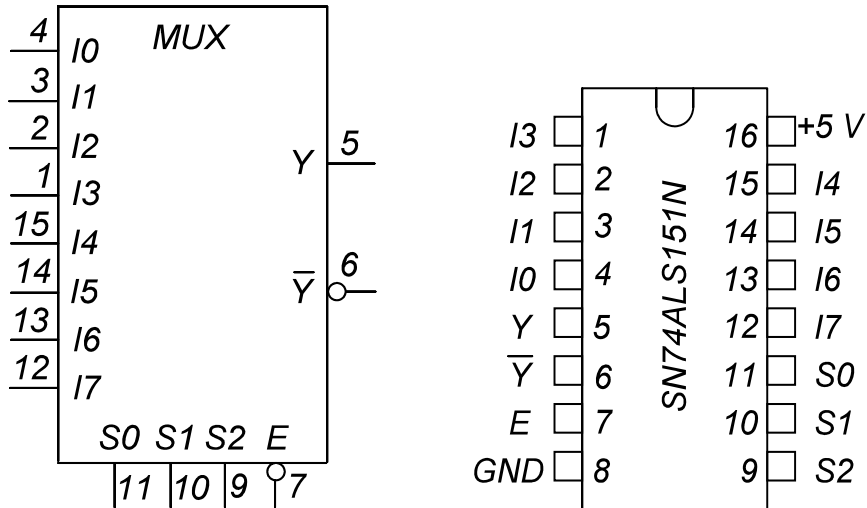 MUX
4 I0
3 I1
2 I2
1 I3
15 I4
14 I5
13 I6
12 I7
Y 5
Y̅ 6
S0 S1 S2 E
11 10 9 7
I3 1 16 +5 V
I2 2 15 I4
I1 3 14 I5
I0 4 13 I6
Y 5 12 I7
Y̅ 6 11 S0
E 7 10 S1
GND 8 9 S2
SN74ALS151N